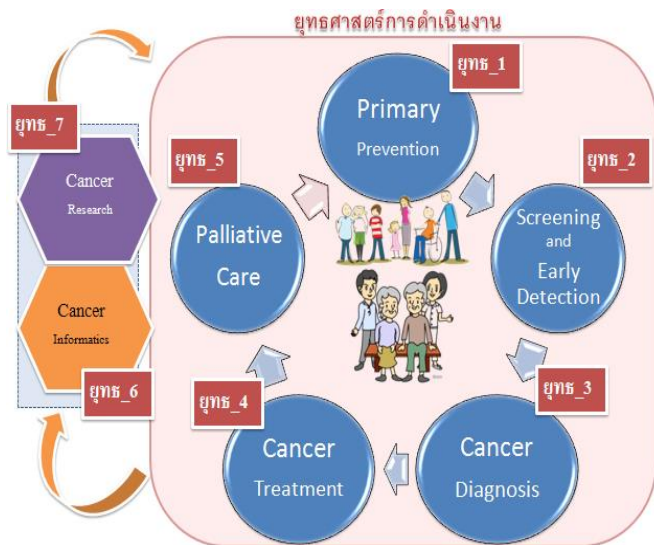 ยุทธศาสตร์การดำเนินงาน
ยุทธ_1
Primary
Prevention
ยุทธ_2
Screening
and
Early
Detection
ยุทธ_3
Cancer
Diagnosis
ยุทธ_4
Cancer
Treatment
ยุทธ_5
Palliative
Care
ยุทธ_6
Cancer
Informatics
ยุทธ_7
Cancer
Research